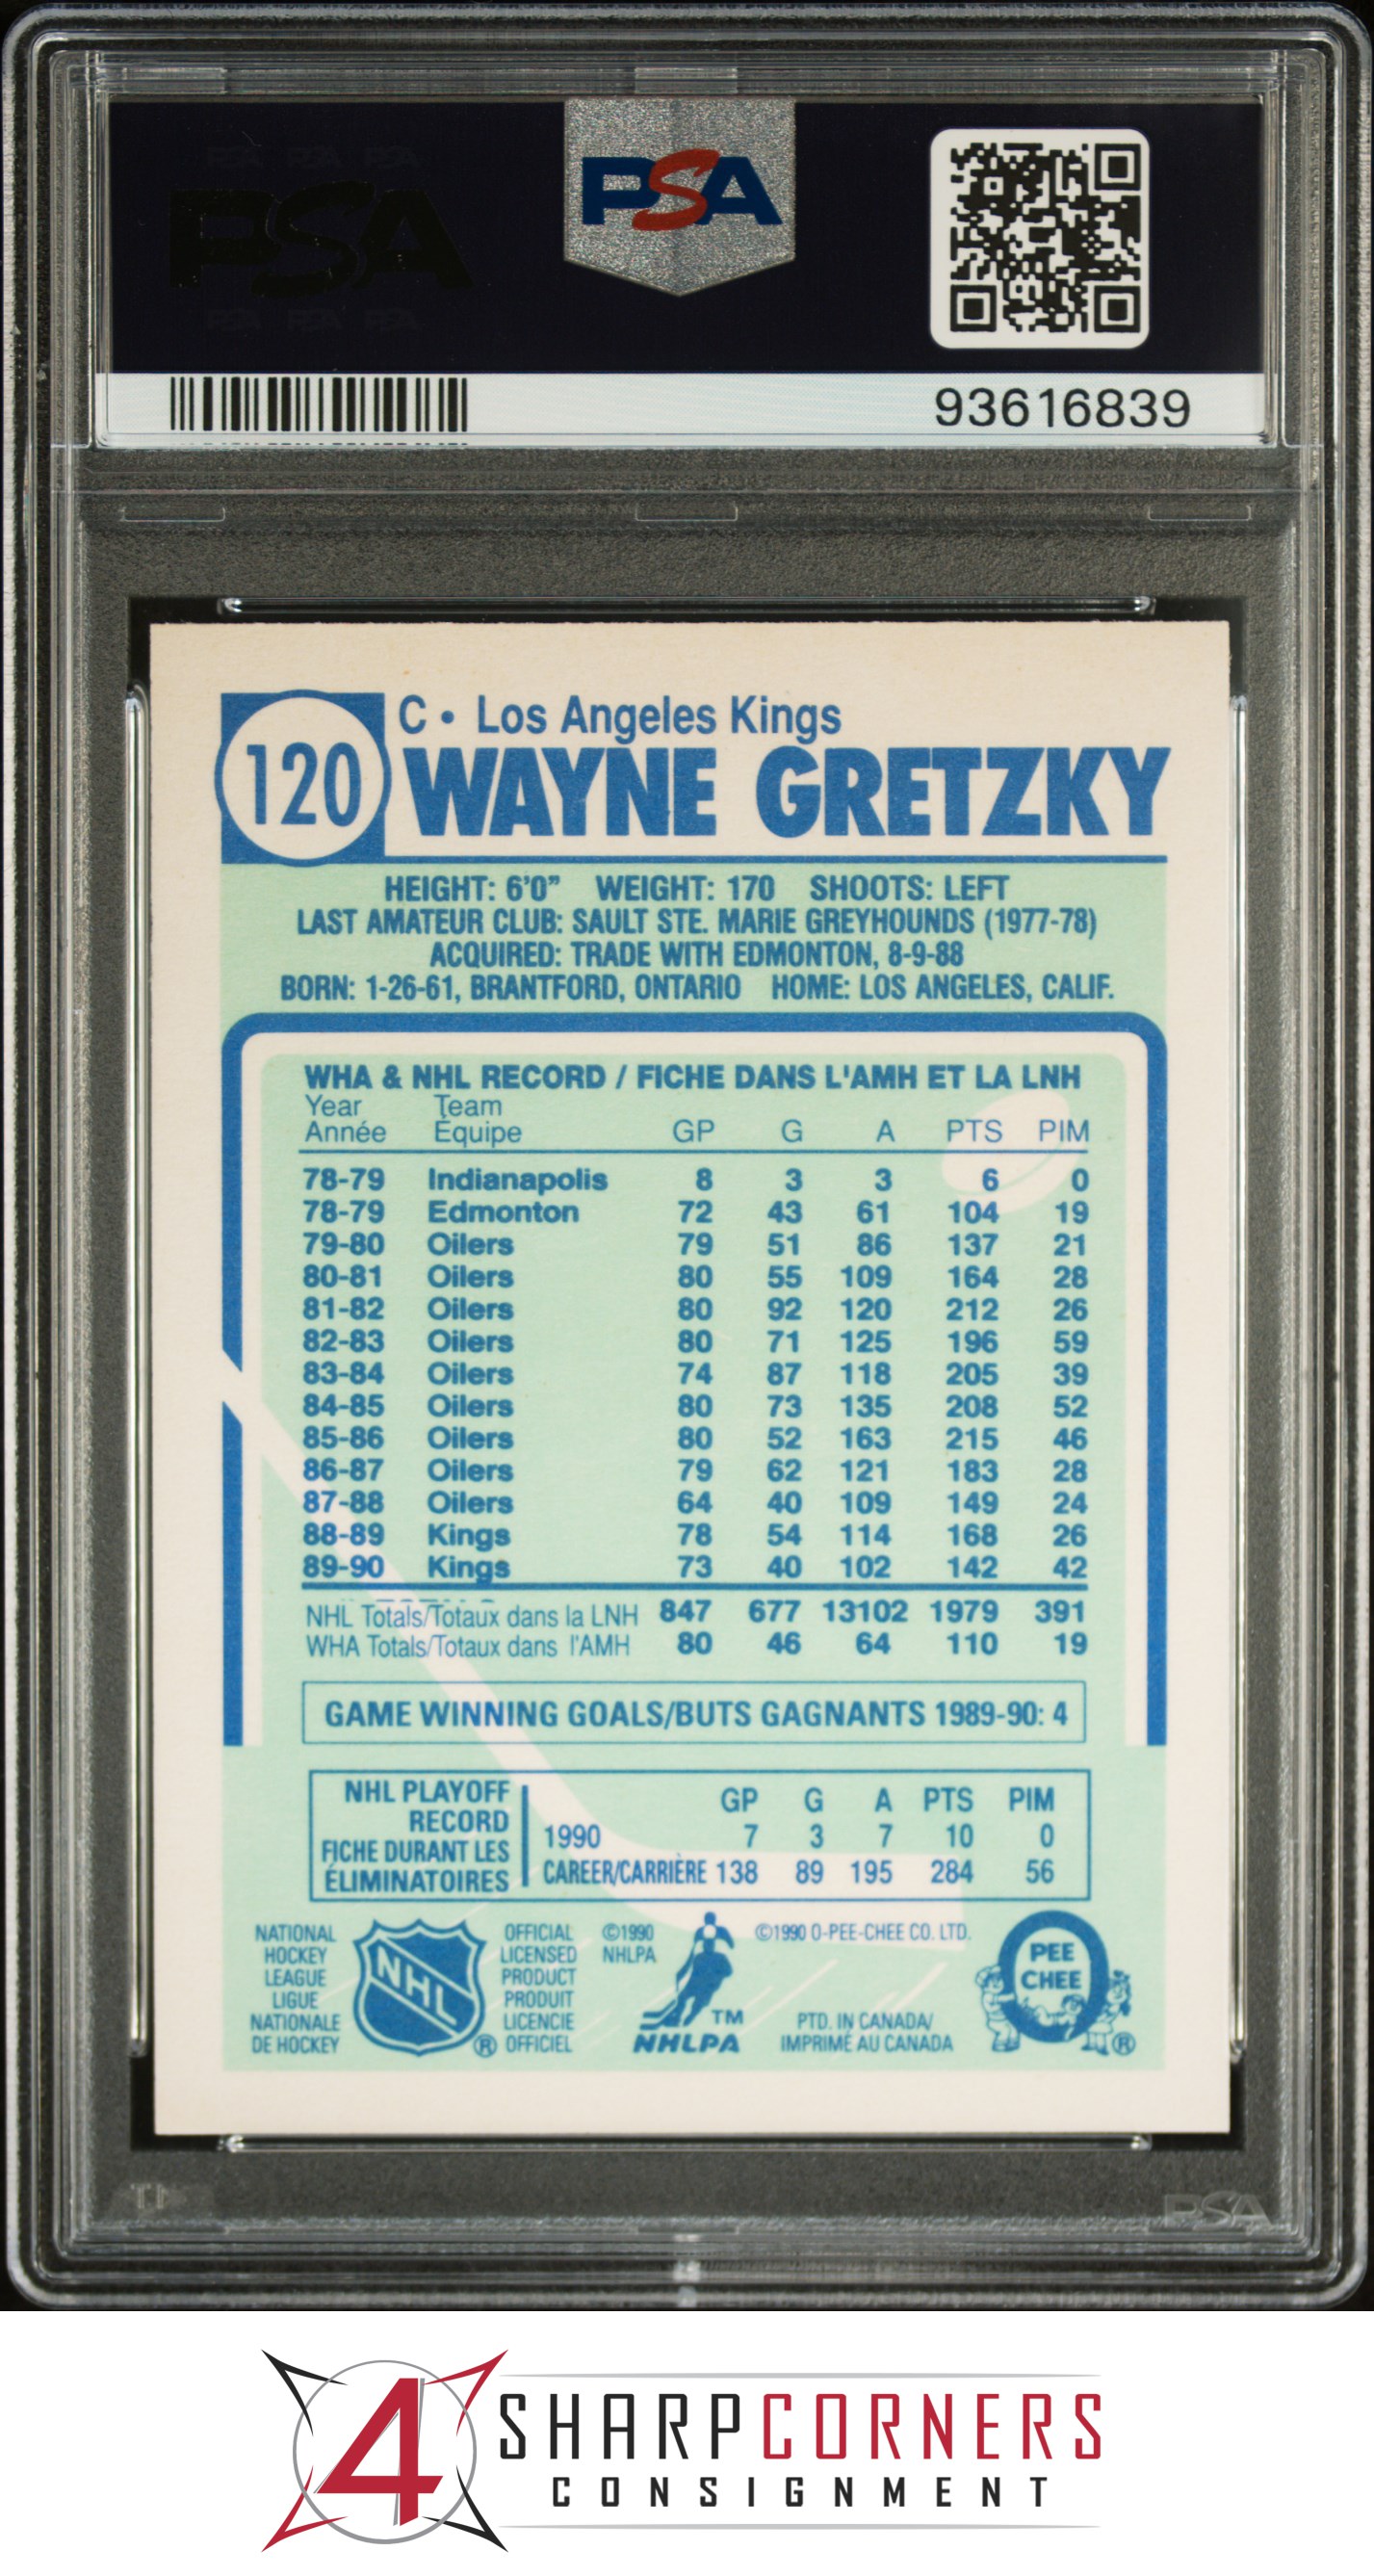 PSA PSA PSA
PSA
PSA PSA PSA
PSA
93616839
120
C • Los Angeles Kings
WAYNE GRETZKY
HEIGHT: 6'0" WEIGHT: 170 SHOOTS: LEFT
LAST AMATEUR CLUB: SAULT STE. MARIE GREYHOUNDS (1977-78)
ACQUIRED: TRADE WITH EDMONTON, 8-9-88
BORN: 1-26-61, BRANTFORD, ONTARIO HOME: LOS ANGELES, CALIF.
WHA & NHL RECORD / FICHE DANS L'AMH ET LA LNH
Year Team
Année Équipe GP G A PTS PIM
78-79 Indianapolis 8 3 3 6 0
78-79 Edmonton 72 43 61 104 19
79-80 Oilers 79 51 86 137 21
80-81 Oilers 80 55 109 164 28
81-82 Oilers 80 92 120 212 26
82-83 Oilers 80 71 125 196 59
83-84 Oilers 74 87 118 205 39
84-85 Oilers 80 73 135 208 52
85-86 Oilers 80 52 163 215 46
86-87 Oilers 79 62 121 183 28
87-88 Oilers 64 40 109 149 24
88-89 Kings 78 54 114 168 26
89-90 Kings 73 40 102 142 42
NHL Totals/Totaux dans la LNH 847 677 13102 1979 391
WHA Totals/Totaux dans l'AMH 80 46 64 110 19
GAME WINNING GOALS/BUTS GAGNANTS 1989-90: 4
NHL PLAYOFF
RECORD
FICHE DURANT LES
ÉLIMINATOIRES
GP G A PTS PIM
1990 7 3 7 10 0
CAREER/CARRIÈRE 138 89 195 284 56
NATIONAL
HOCKEY
LEAGUE
LIGUE
NATIONALE
DE HOCKEY
NHL
®
OFFICIAL
LICENSED
PRODUCT
PRODUIT
LICENCIE
OFFICIEL
©1990
NHLPA
TM
NHLPA
©1990 O-PEE-CHEE CO. LTD.
PTD. IN CANADA/
IMPRIMÉ AU CANADA
O
PEE
CHEE
®
PSA
4
SHARPCORNERS
CONSIGNMENT